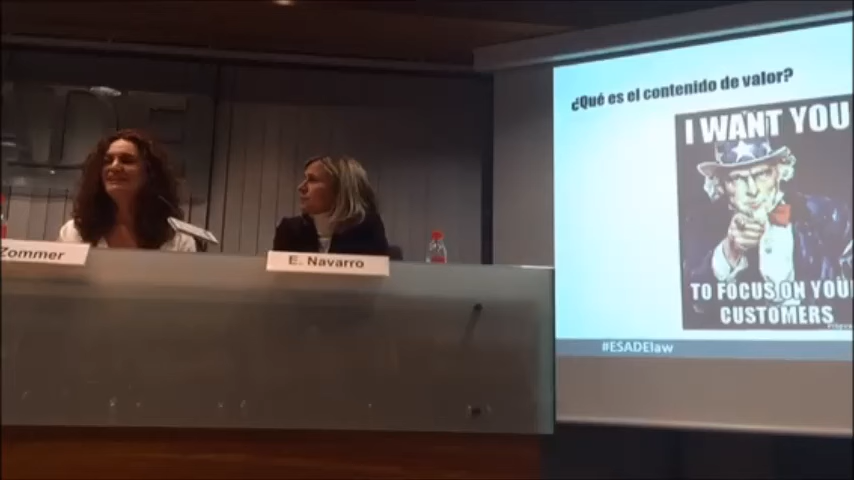 ¿Qué es el contenido de valor?
I WANT YOU
TO FOCUS ON YOUR
CUSTOMERS
#ESADElaw
Zommer
E. Navarro